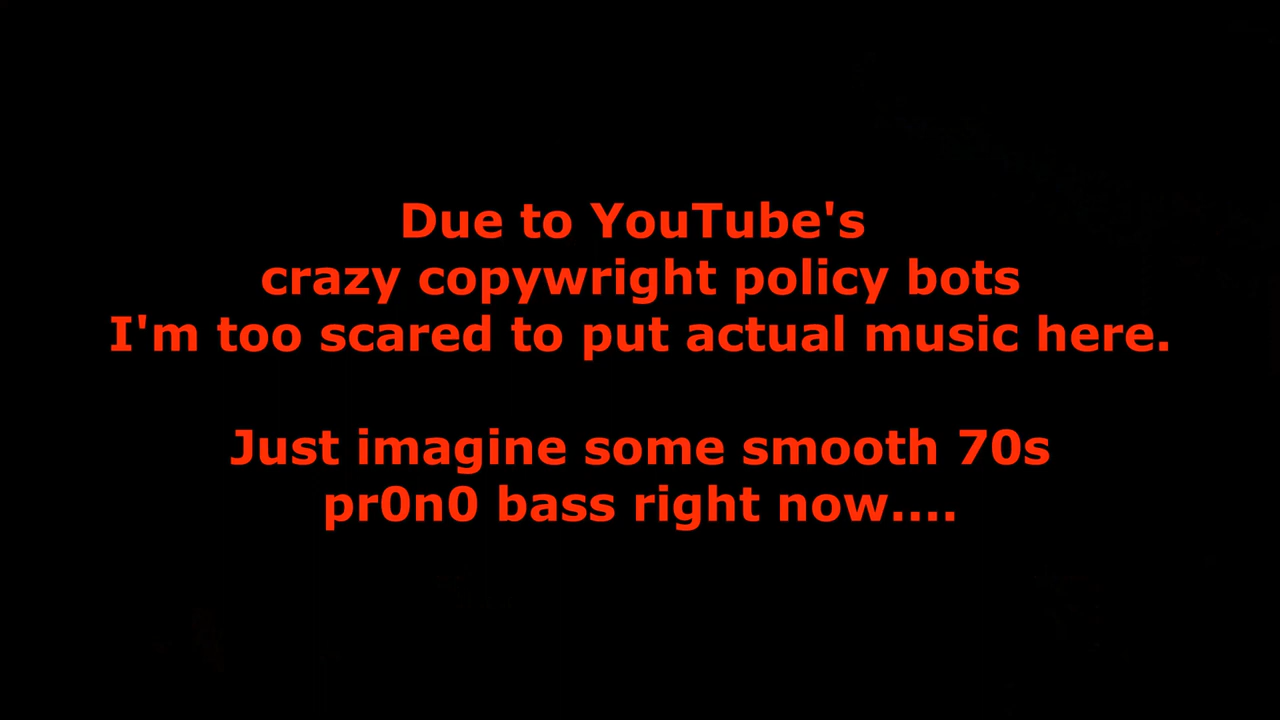 Due to YouTube's
crazy copywright policy bots
I'm too scared to put actual music here.
Just imagine some smooth 70s
pr0n0 bass right now....